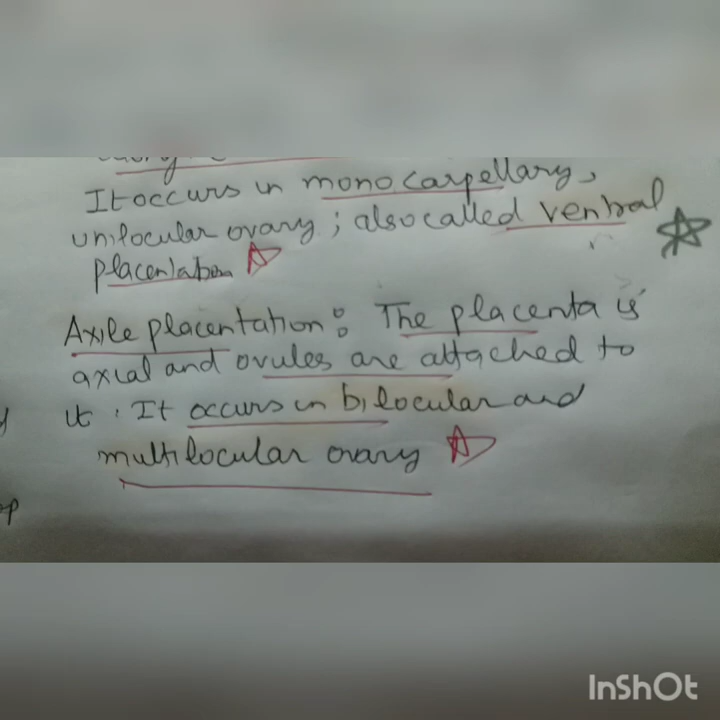 It occurs in monocarpellary,
unilocular ovary; also called ventral
placentation
Axile placentation: The placenta is
axial and ovules are attached to
it. It occurs in bilocular and
multilocular ovary
InShOt